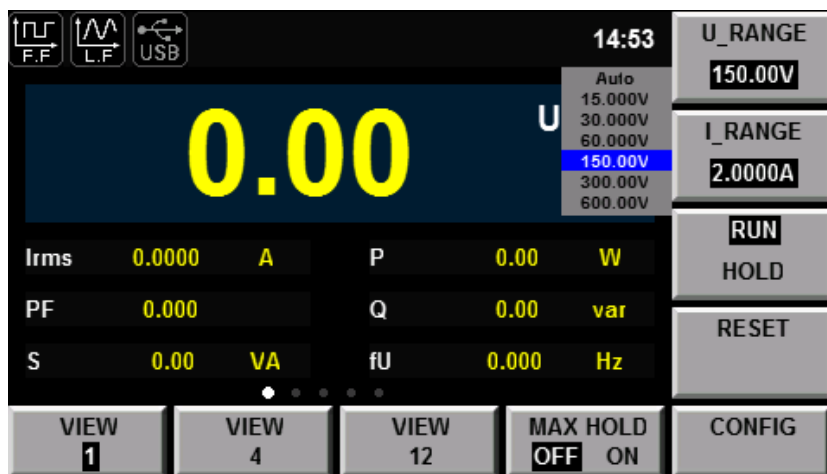 F.F
L.F
USB
14:53
U_RANGE
150.00V
Auto
15.000V
30.000V
60.000V
150.00V
300.00V
600.00V
0.00
U
I_RANGE
2.0000A
RUN
HOLD
Irms 0.0000 A P 0.00 W
PF 0.000 Q 0.00 var
S 0.00 VA fU 0.000 Hz
RESET
VIEW
1
VIEW
4
VIEW
12
MAX HOLD
OFF ON
CONFIG